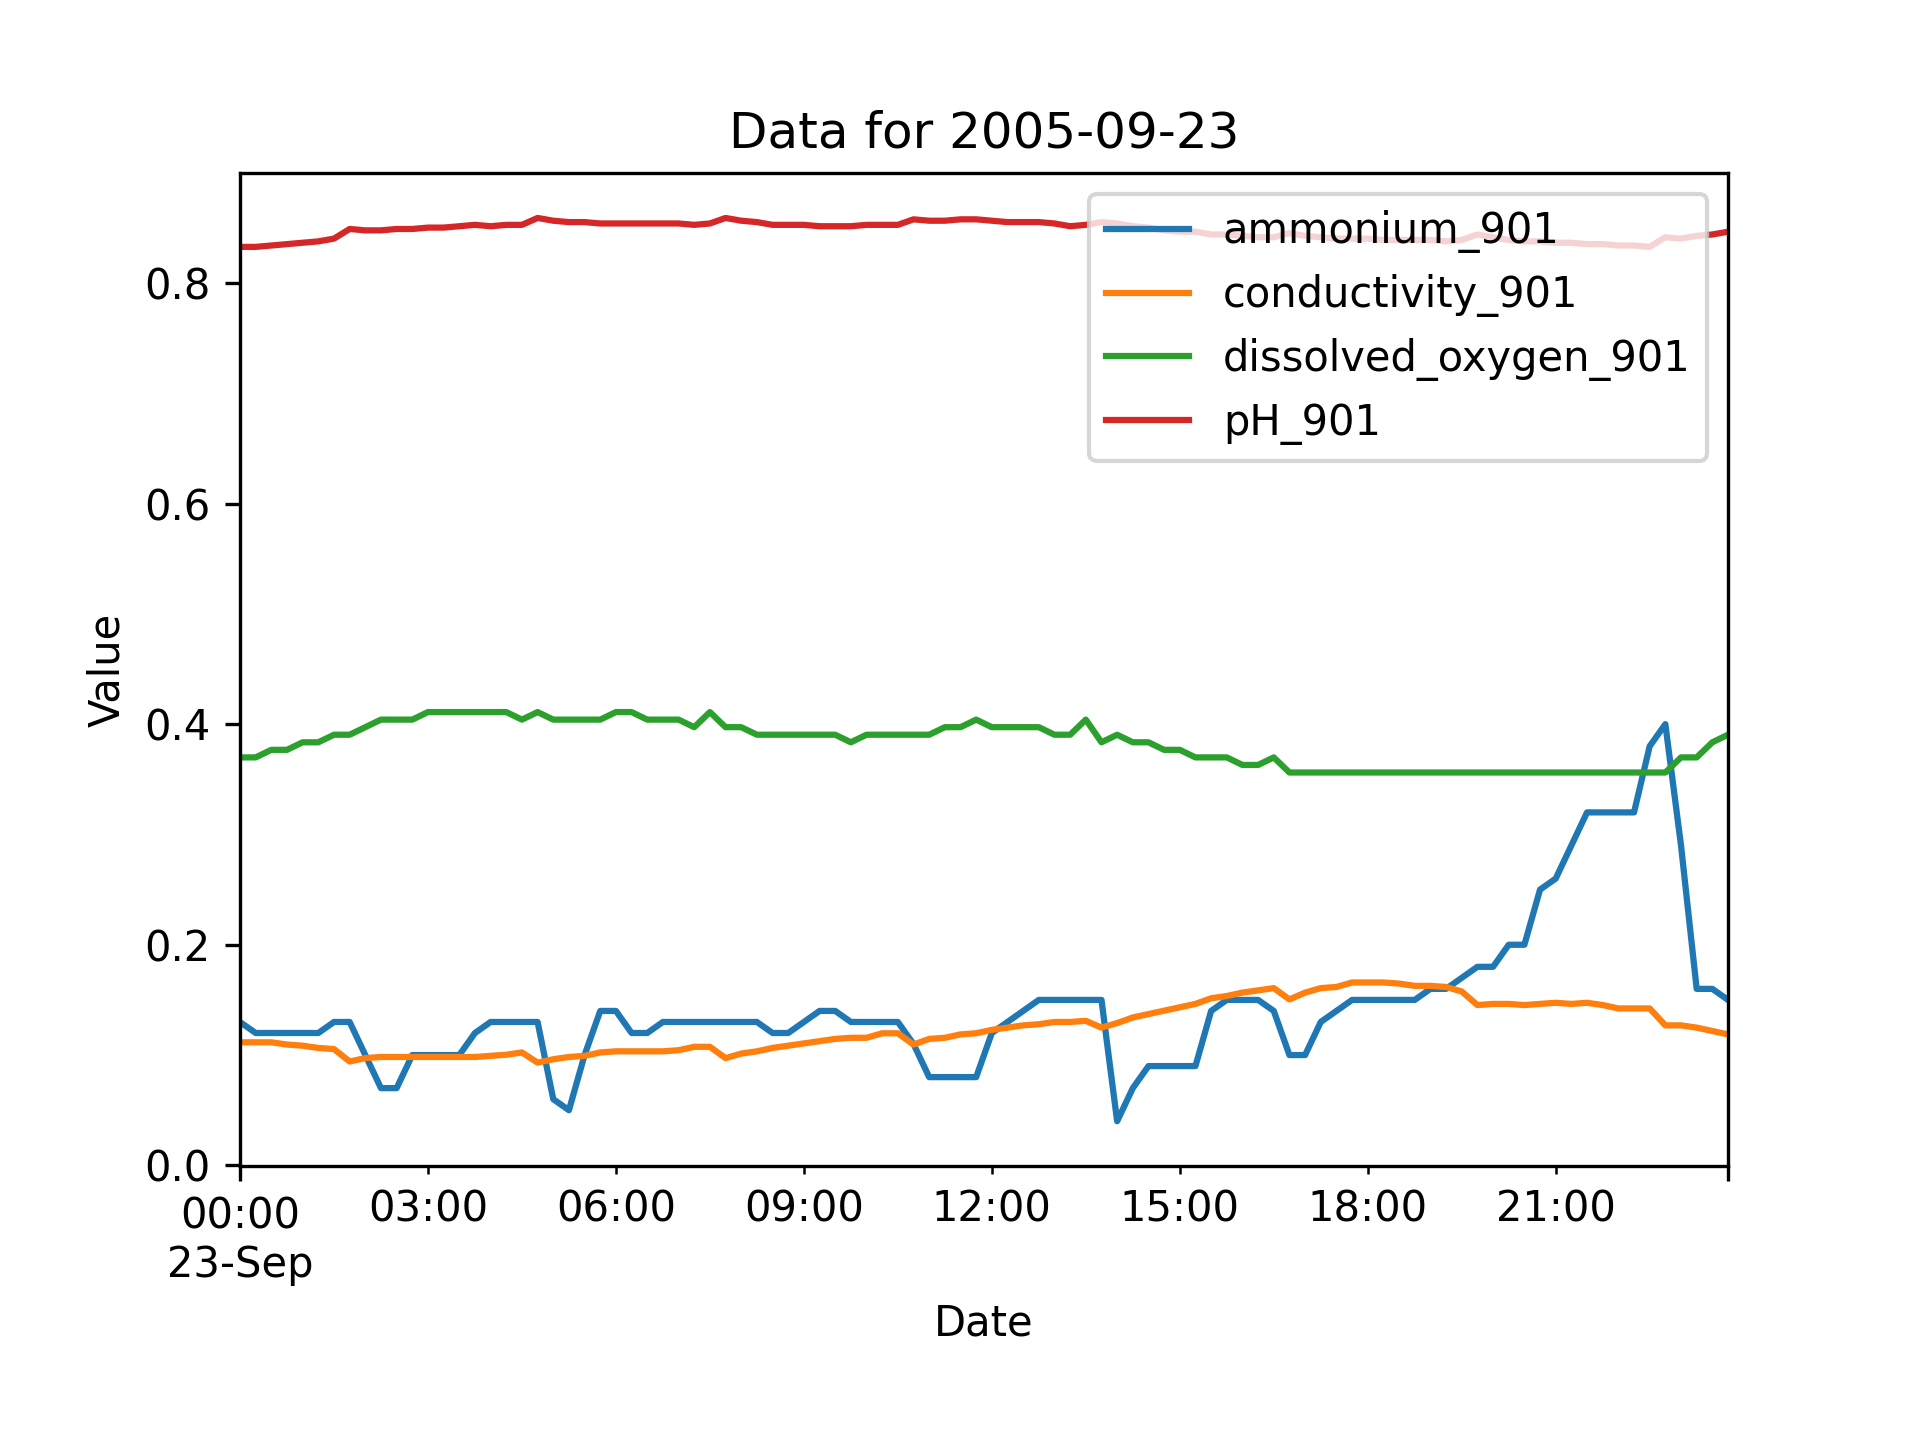 Data for 2005-09-23
ammonium_901
conductivity_901
dissolved_oxygen_901
pH_901
0.8
0.6
0.4
0.2
0.0
Value
00:00 03:00 06:00 09:00 12:00 15:00 18:00 21:00
23-Sep
Date